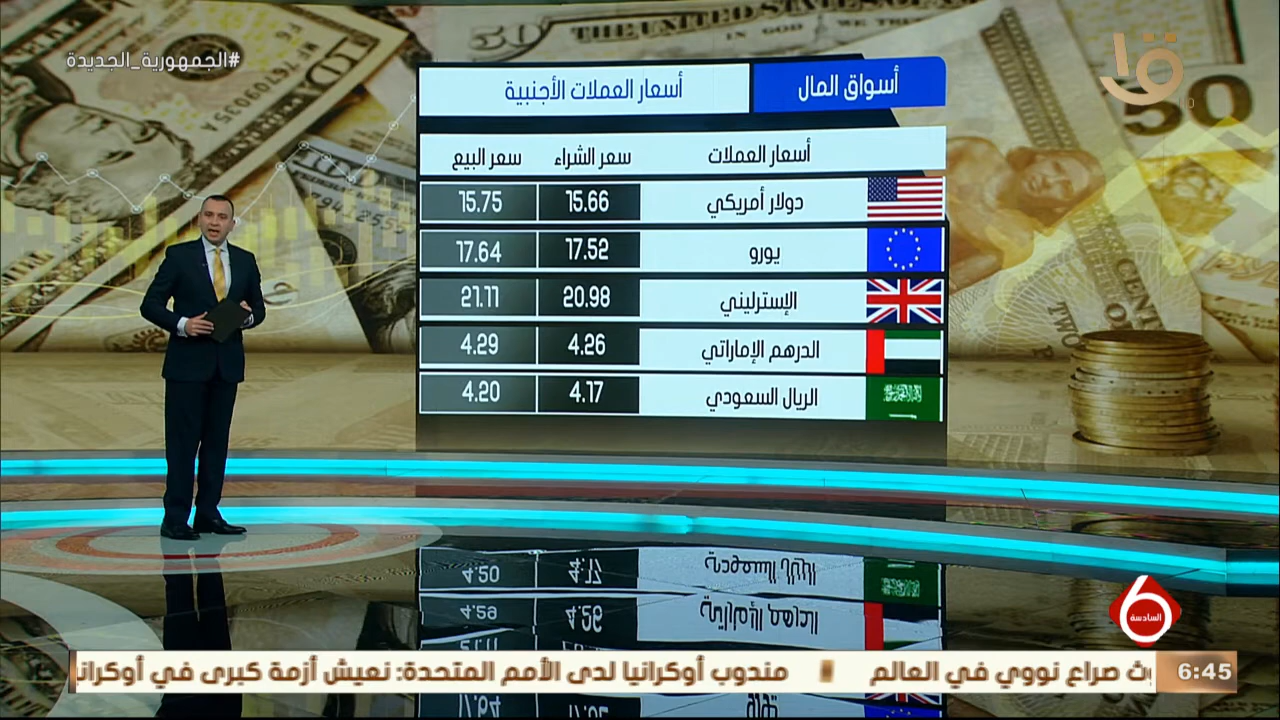 #الجمهورية_الجديدة
أسواق المال
أسعار العملات الأجنبية
أسعار العملات سعر الشراء سعر البيع
دولار أمريكي 15.66 15.75
يورو 17.52 17.64
الإسترليني 20.98 21.11
الدرهم الإماراتي 4.26 4.29
الريال السعودي 4.17 4.20
السادسة
6:45
صراع نووي في العالم
مندوب أوكرانيا لدى الأمم المتحدة: نعيش أزمة كبرى في